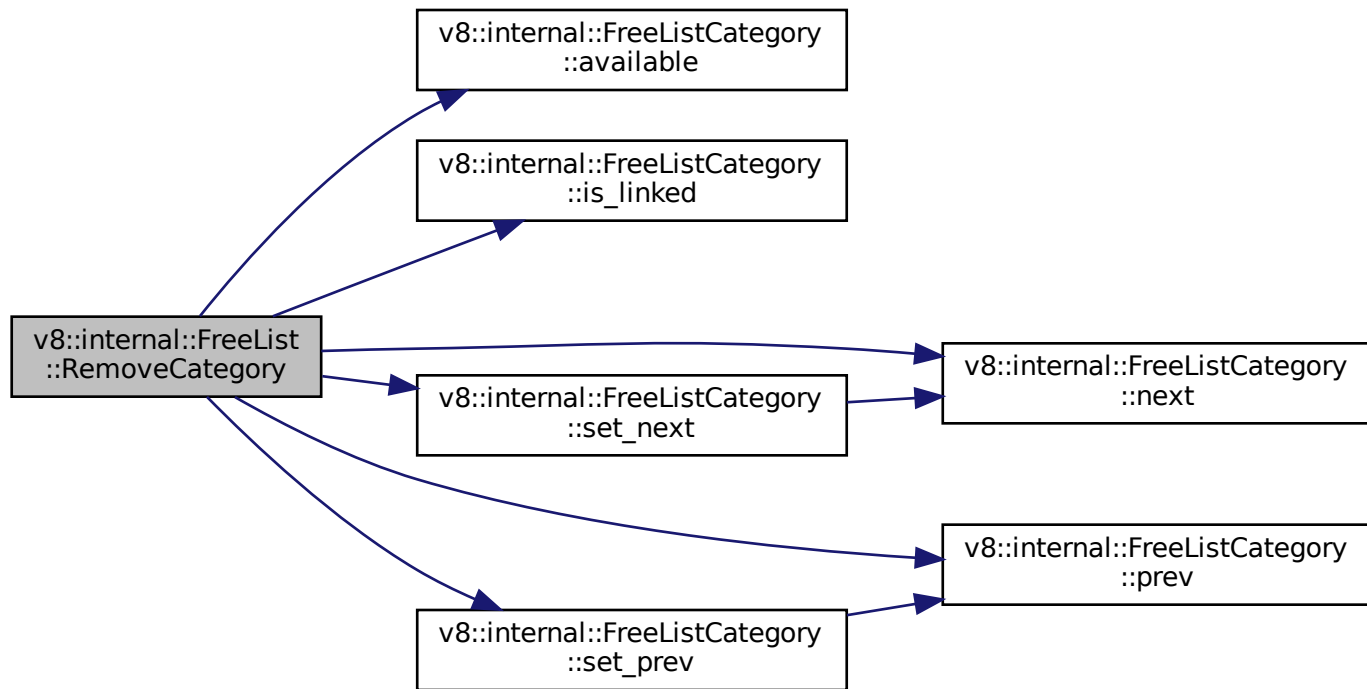 v8::internal::FreeListCategory
::available
v8::internal::FreeListCategory
::is_linked
v8::internal::FreeList
::RemoveCategory
v8::internal::FreeListCategory
::next
v8::internal::FreeListCategory
::set_next
v8::internal::FreeListCategory
::prev
v8::internal::FreeListCategory
::set_prev